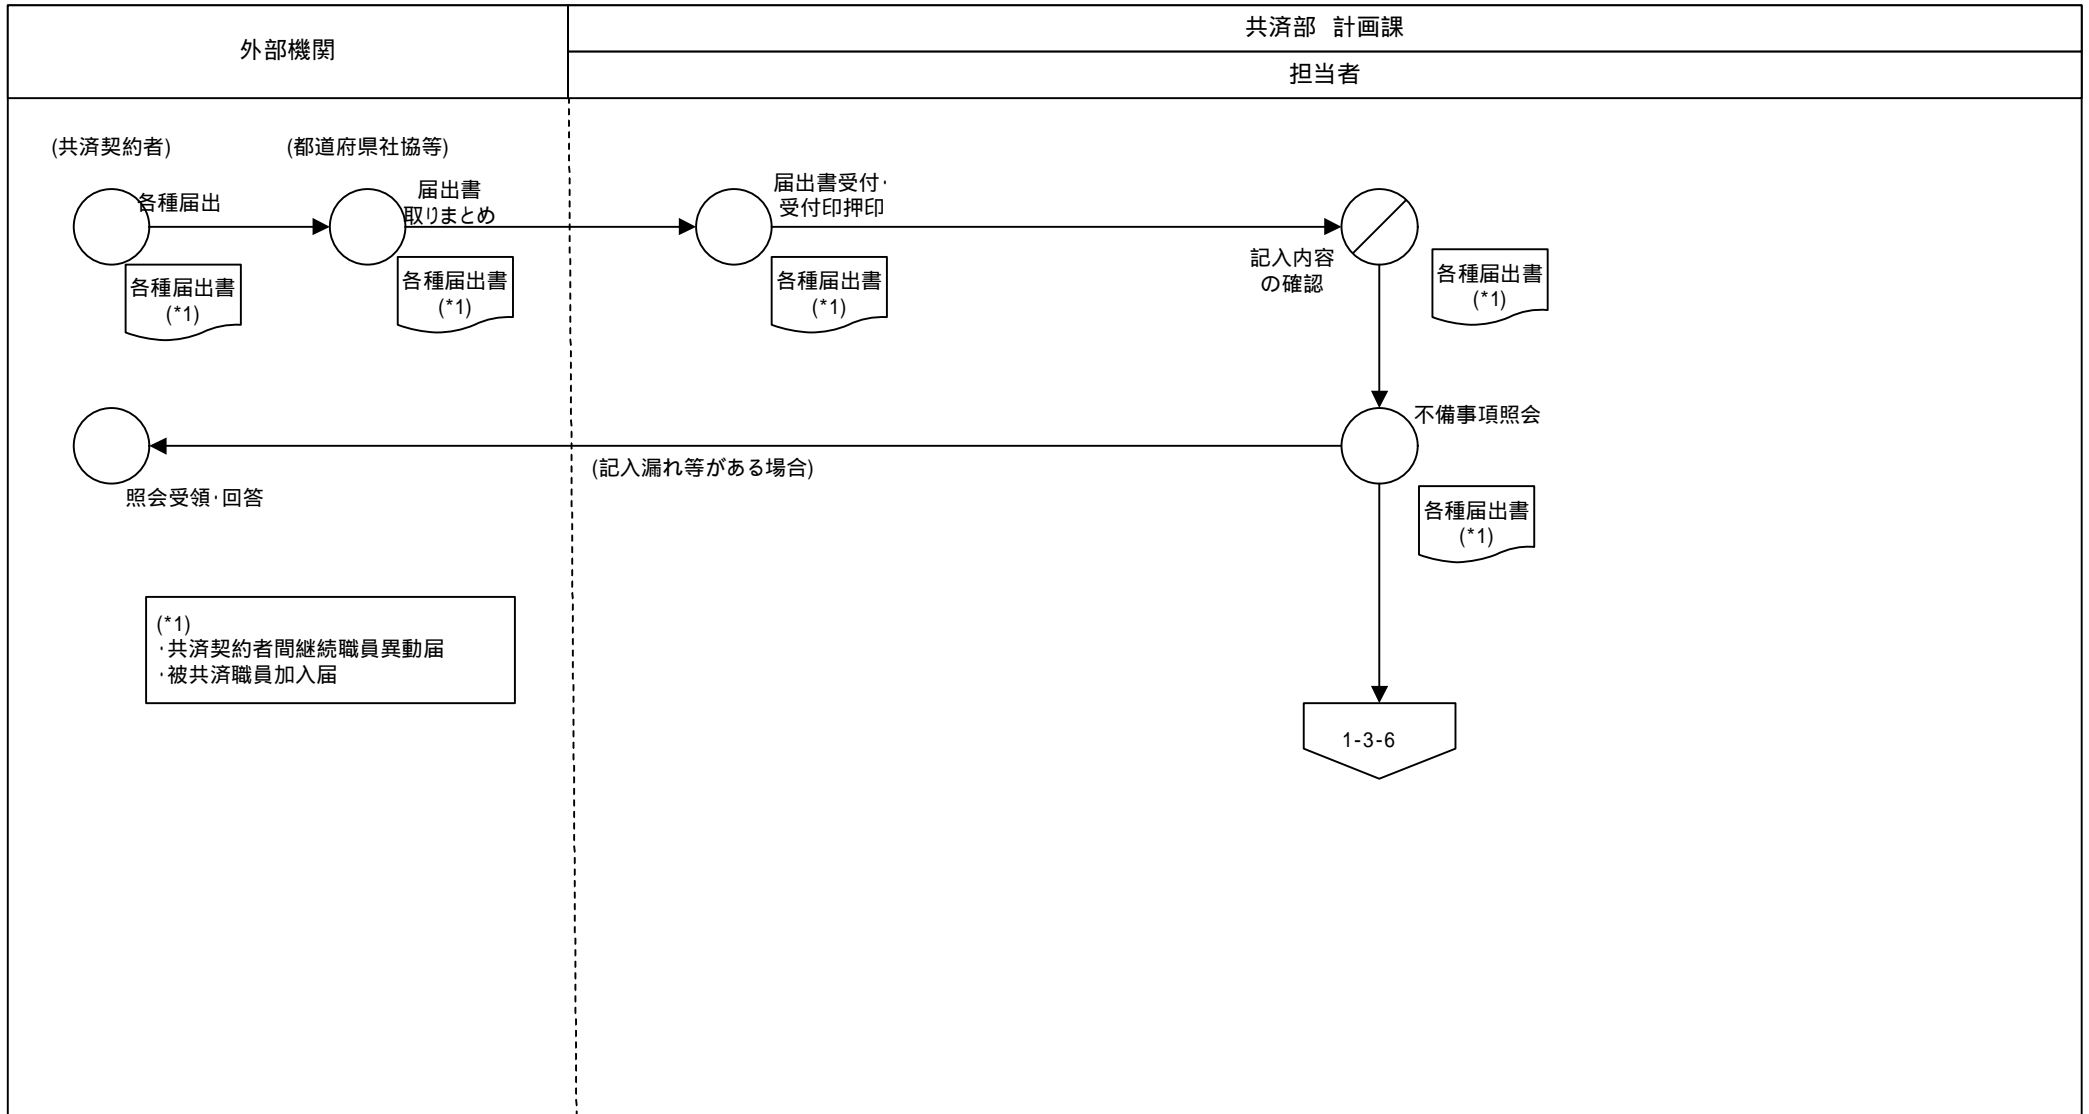 外部機関
共済部　計画課
担当者
(共済契約者)
(都道府県社協等)
各種届出
届出書
取りまとめ
届出書受付・
受付印押印
記入内容
の確認
各種届出書
(*1)
各種届出書
(*1)
各種届出書
(*1)
各種届出書
(*1)
不備事項照会
(記入漏れ等がある場合)
照会受領・回答
各種届出書
(*1)
(*1)
・共済契約者間継続職員異動届
・被共済職員加入届
1-3-6